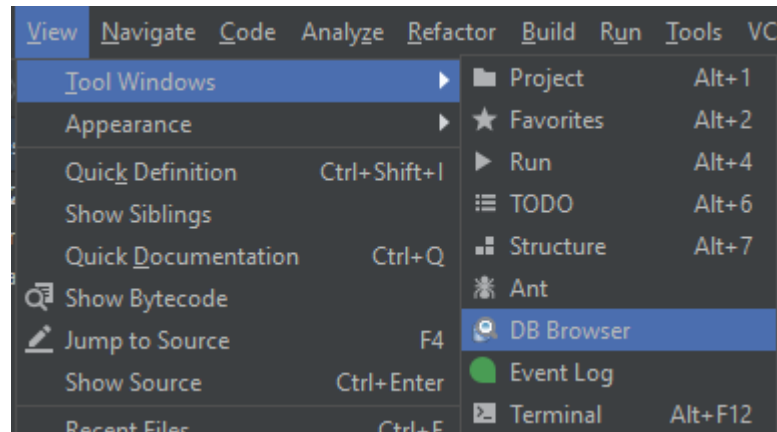 View Navigate Code Analyze Refactor Build Run Tools VC
Tool Windows
Appearance
Quick Definition Ctrl+Shift+I
Show Siblings
Quick Documentation Ctrl+Q
Show Bytecode
Jump to Source F4
Show Source Ctrl+Enter
Recent Files
Project Alt+1
Favorites Alt+2
Run Alt+4
TODO Alt+6
Structure Alt+7
Ant
DB Browser
Event Log
Terminal Alt+F12